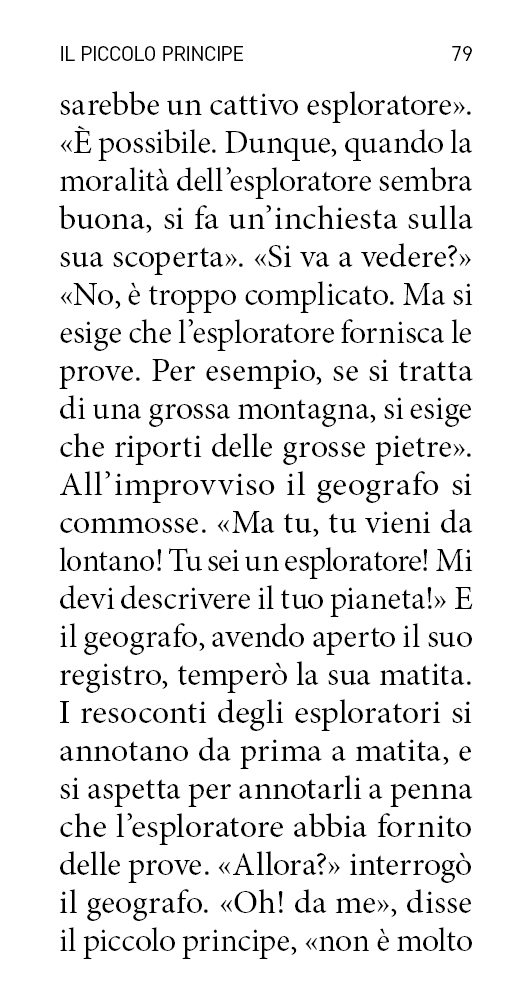 IL PICCOLO PRINCIPE 79
sarebbe un cattivo esploratore».
«È possibile. Dunque, quando la
moralità dell’esploratore sembra
buona, si fa un’inchiesta sulla
sua scoperta». «Si va a vedere?»
«No, è troppo complicato. Ma si
esige che l’esploratore fornisca le
prove. Per esempio, se si tratta
di una grossa montagna, si esige
che riporti delle grosse pietre».
All’improvviso il geografo si
commosse. «Ma tu, tu vieni da
lontano! Tu sei un esploratore! Mi
devi descrivere il tuo pianeta!» E
il geografo, avendo aperto il suo
registro, temperò la sua matita.
I resoconti degli esploratori si
annotano da prima a matita, e
si aspetta per annotarli a penna
che l’esploratore abbia fornito
delle prove. «Allora?» interrogò
il geografo. «Oh! da me», disse
il piccolo principe, «non è molto